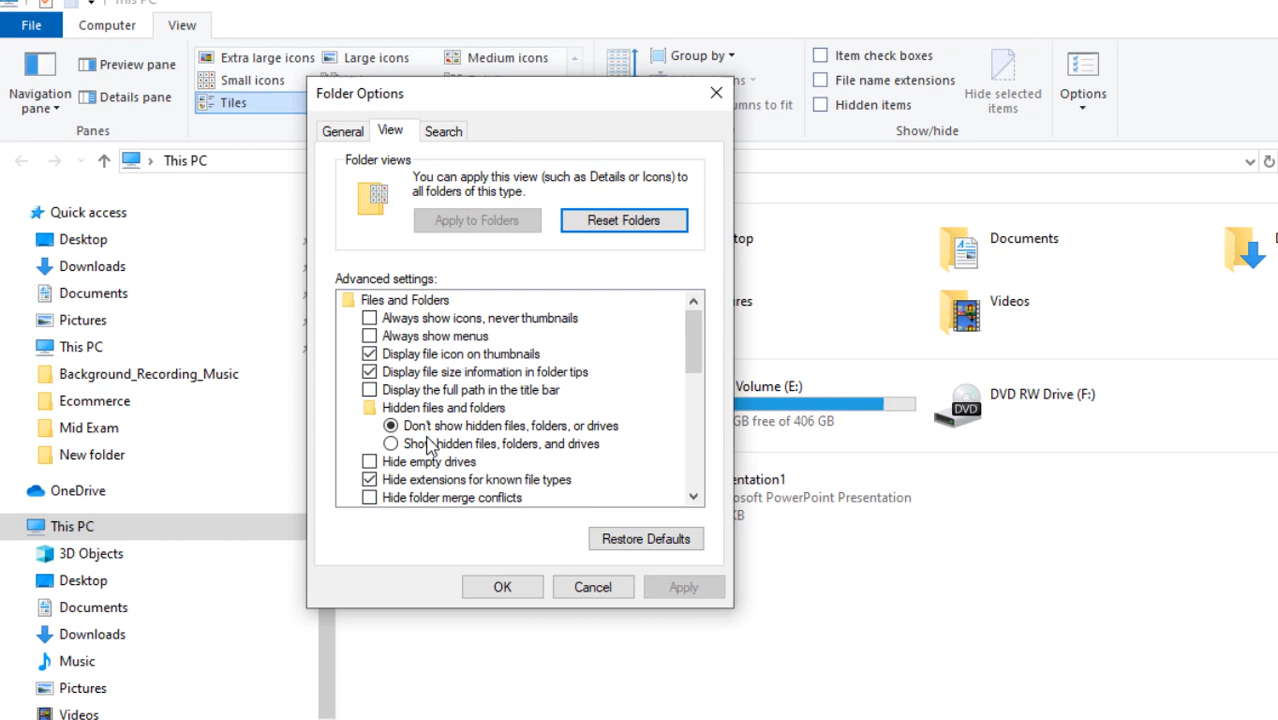 This PC
File
Computer
View
Navigation
pane
Preview pane
Details pane
Panes
Extra large icons
Large icons
Medium icons
Small icons
Tiles
Group by
umns to fit
Item check boxes
File name extensions
Hidden items
Hide selected
items
Show/hide
Options
This PC
Quick access
Desktop
Downloads
Documents
Pictures
This PC
Background_Recording_Music
Ecommerce
Mid Exam
New folder
OneDrive
This PC
3D Objects
Desktop
Documents
Downloads
Music
Pictures
Videos
Folder Options
General
View
Search
Folder views
You can apply this view (such as Details or Icons) to
all folders of this type.
Apply to Folders
Reset Folders
Advanced settings:
Files and Folders
Always show icons, never thumbnails
Always show menus
Display file icon on thumbnails
Display file size information in folder tips
Display the full path in the title bar
Hidden files and folders
Don't show hidden files, folders, or drives
Show hidden files, folders, and drives
Hide empty drives
Hide extensions for known file types
Hide folder merge conflicts
Restore Defaults
OK
Cancel
Apply
top
Documents
D
res
Videos
Volume (E:)
GB free of 406 GB
DVD
DVD RW Drive (F:)
entation1
osoft PowerPoint Presentation
KB